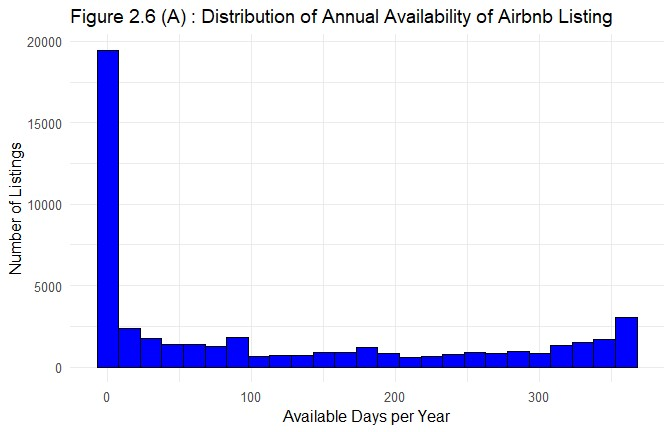 Figure 2.6 (A) : Distribution of Annual Availability of Airbnb Listing
20000
15000
10000
5000
0
Number of Listings
0 100 200 300
Available Days per Year